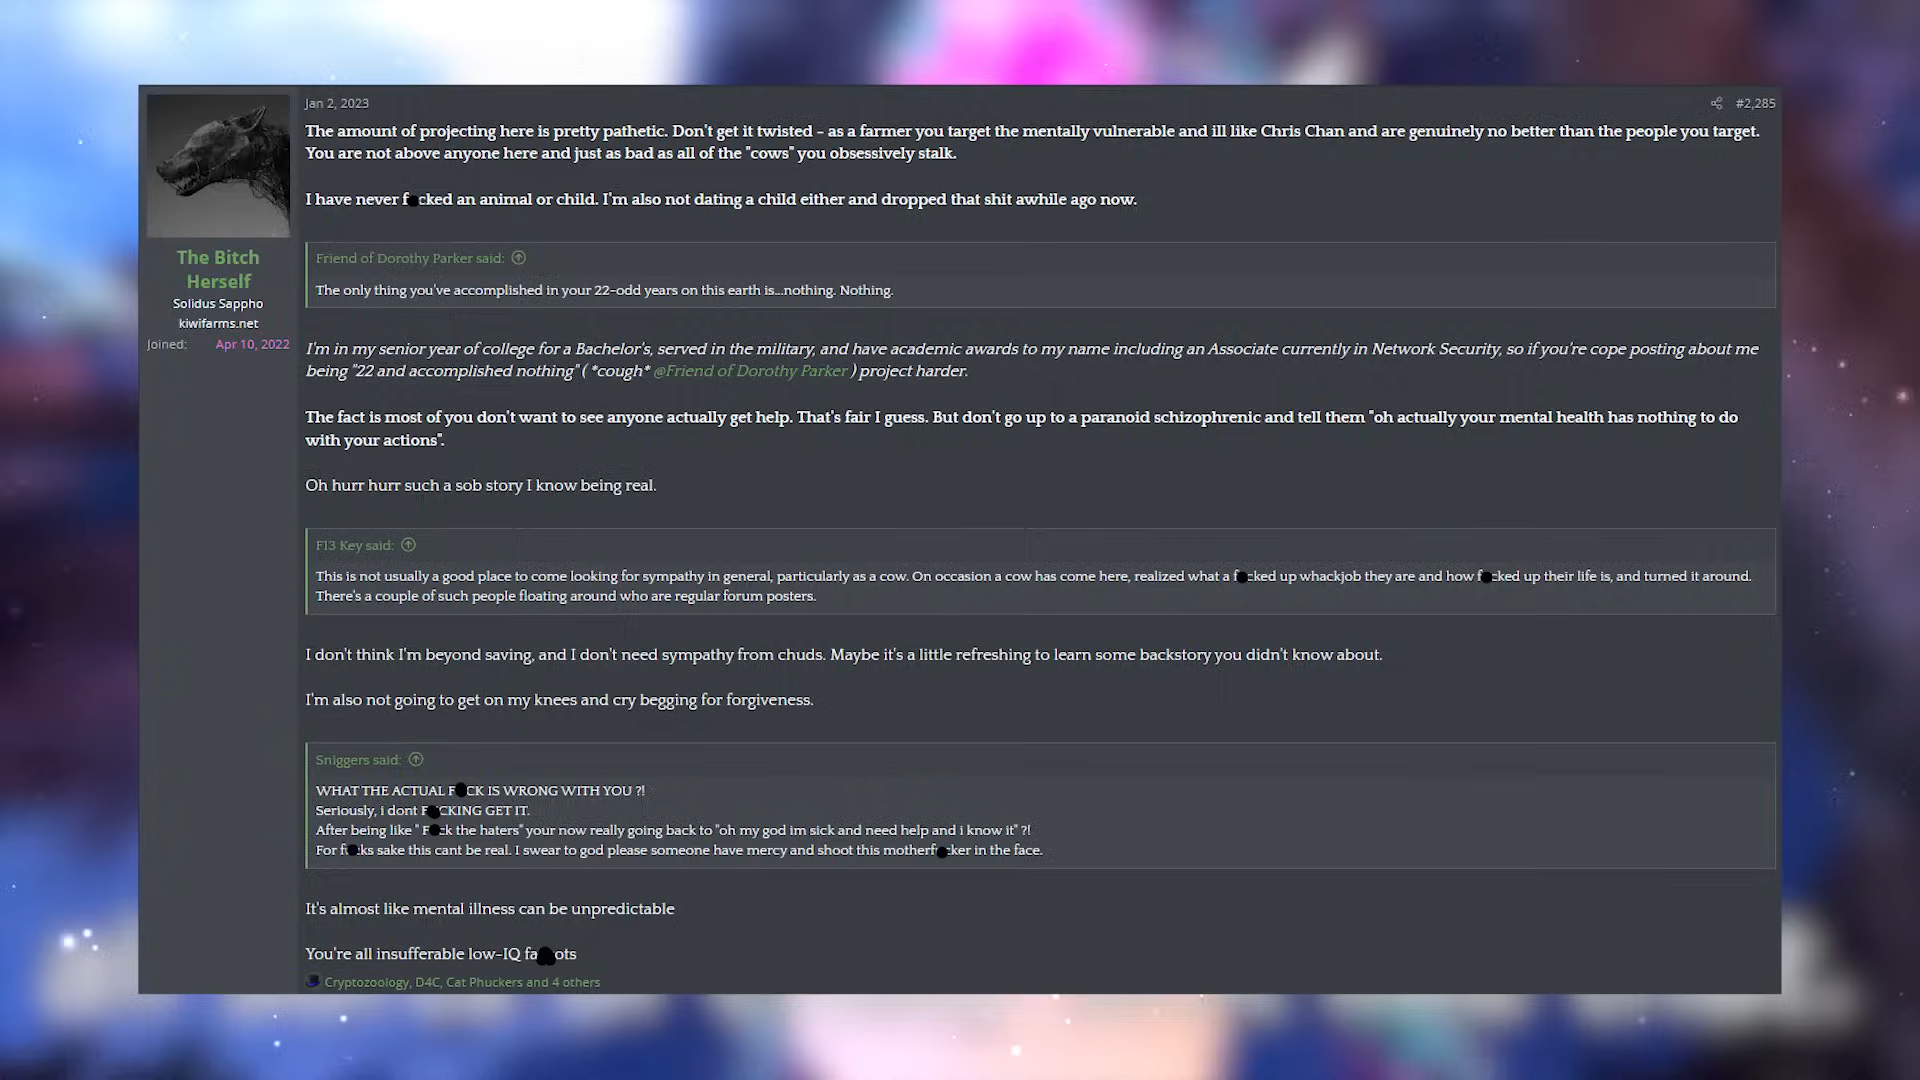 Jan 2, 2023
#2,285
The amount of projecting here is pretty pathetic. Don't get it twisted – as a farmer you target the mentally vulnerable and ill like Chris Chan and are genuinely no better than the people you target.
You are not above anyone here and just as bad as all of the "cows" you obsessively stalk.
I have never f cked an animal or child. I'm also not dating a child either and dropped that shit awhile ago now.
The Bitch
Herself
Solidus Sappho
kiwifarms.net
Joined: Apr 10, 2022
Friend of Dorothy Parker said:
The only thing you've accomplished in your 22-odd years on this earth is...nothing. Nothing.
I'm in my senior year of college for a Bachelor's, served in the military, and have academic awards to my name including an Associate currently in Network Security, so if you're cope posting about me
being "22 and accomplished nothing" ( *cough* @Friend of Dorothy Parker ) project harder.
The fact is most of you don't want to see anyone actually get help. That's fair I guess. But don't go up to a paranoid schizophrenic and tell them "oh actually your mental health has nothing to do
with your actions".
Oh hurr hurr such a sob story I know being real.
F13 Key said:
This is not usually a good place to come looking for sympathy in general, particularly as a cow. On occasion a cow has come here, realized what a f cked up whackjob they are and how f cked up their life is, and turned it around.
There's a couple of such people floating around who are regular forum posters.
I don't think I'm beyond saving, and I don't need sympathy from chuds. Maybe it's a little refreshing to learn some backstory you didn't know about.
I'm also not going to get on my knees and cry begging for forgiveness.
Sniggers said:
WHAT THE ACTUAL F CK IS WRONG WITH YOU ?!
Seriously, i dont F CKING GET IT.
After being like " F ck the haters" your now really going back to "oh my god im sick and need help and i know it" ?!
For f ks sake this cant be real. I swear to god please someone have mercy and shoot this motherf cker in the face.
It's almost like mental illness can be unpredictable
You're all insufferable low-IQ fa ots
Cryptozoology, D4C, Cat Phuckers and 4 others